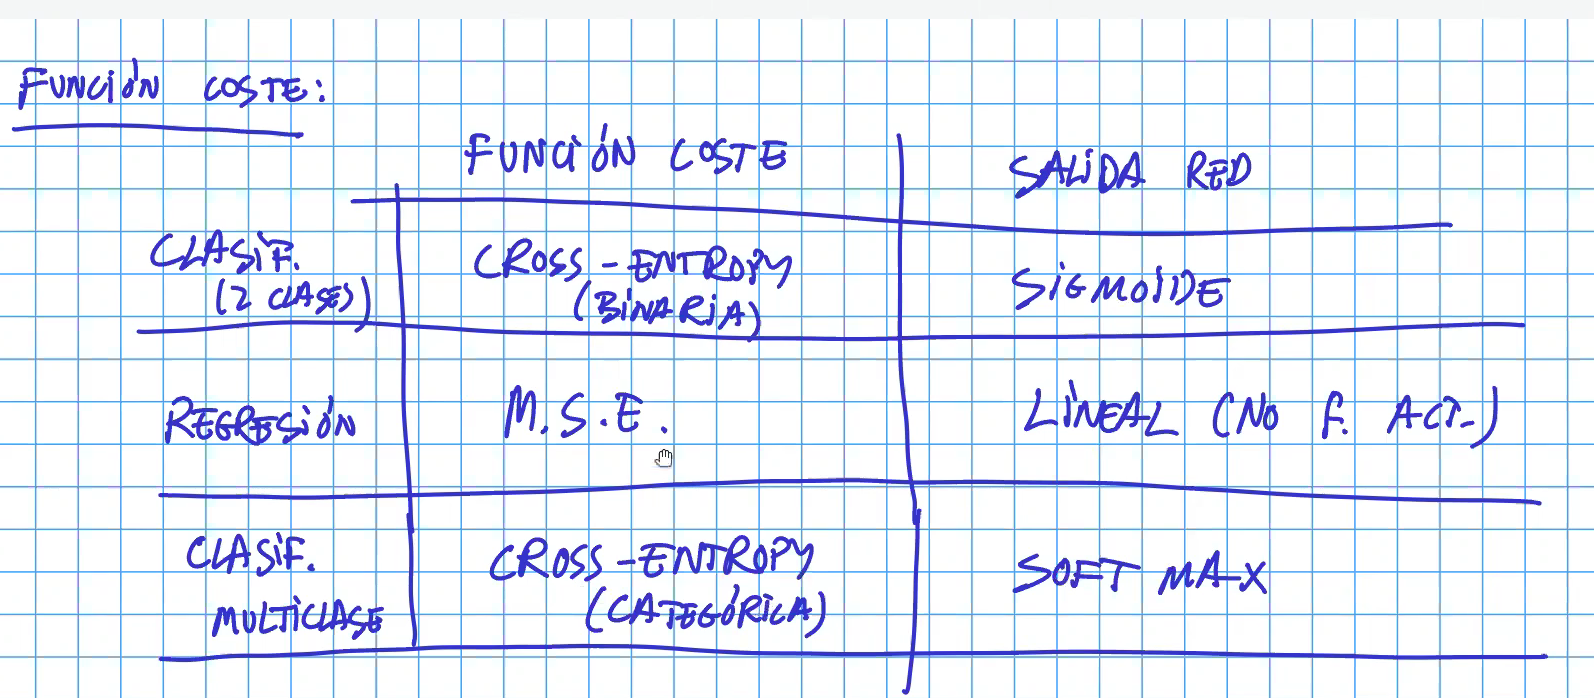 Función coste:
Función coste
Salida red
Clasif.
(2 clases)
Cross-entropy
(binaria)
Sigmoide
Regresión
M.S.E.
Lineal (no f. act.)
Clasif.
multiclase
Cross-entropy
(categórica)
Soft max